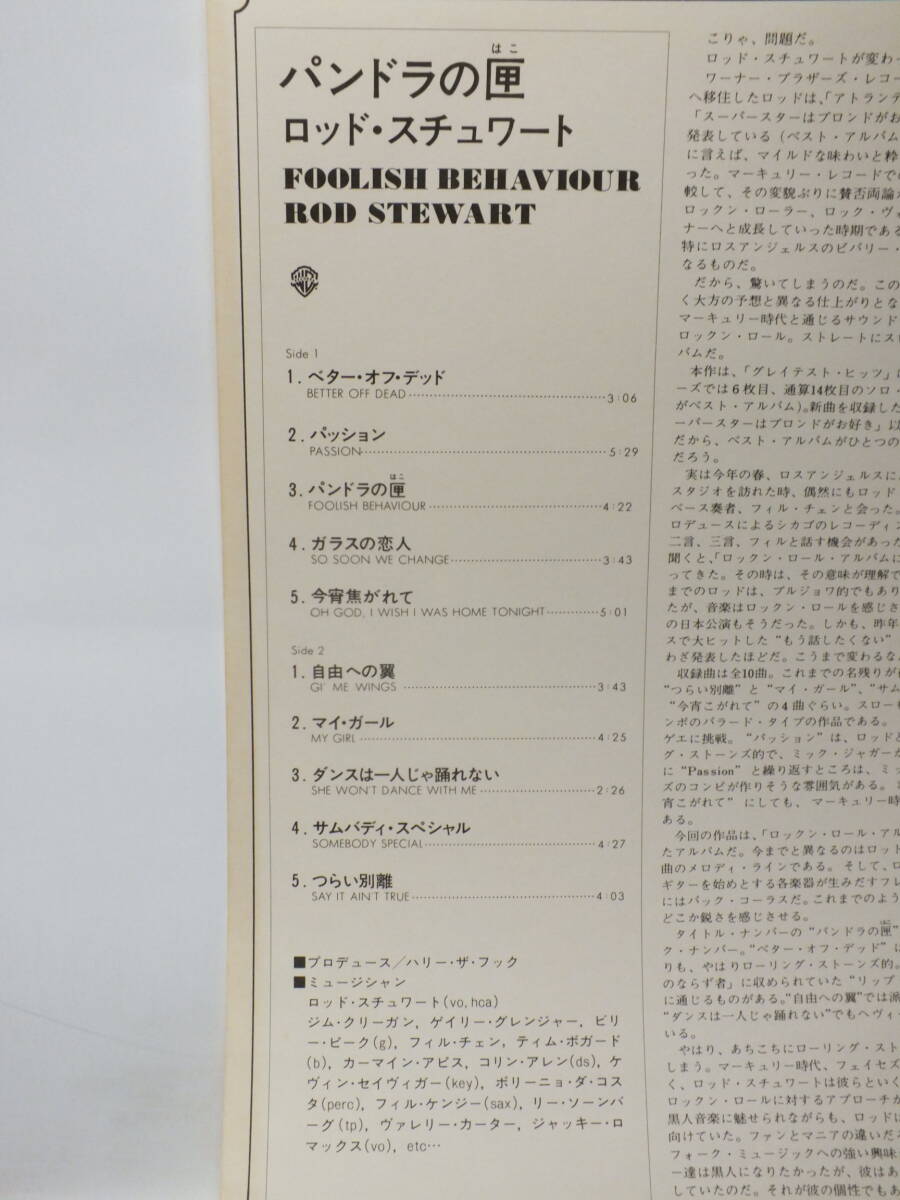 はこ
パンドラの匣
ロッド・スチュワート
FOOLISH BEHAVIOUR
ROD STEWART
Side 1
1. ベター・オフ・デッド
BETTER OFF DEAD 3:06
2. パッション
PASSION 5:29
はこ
3. パンドラの匣
FOOLISH BEHAVIOUR 4:22
4. ガラスの恋人
SO SOON WE CHANGE 3:43
5. 今宵焦がれて
OH GOD, I WISH I WAS HOME TONIGHT 5:01
Side 2
1. 自由への翼
GI' ME WINGS 3:43
2. マイ・ガール
MY GIRL 4:25
3. ダンスは一人じゃ踊れない
SHE WON'T DANCE WITH ME 2:26
4. サムバディ・スペシャル
SOMEBODY SPECIAL 4:27
5. つらい別離
SAY IT AIN'T TRUE 4:03
■プロデュース／ハリー・ザ・フック
■ミュージシャン
ロッド・スチュワート(vo, hca)
ジム・クリーガン, ゲイリー・グレンジャー, ビリ
ー・ピーク(g), フィル・チェン, ティム・ボガード
(b), カーマイン・アピス, コリン・アレン(ds), ケ
ヴィン・セイヴィガー(key), ポリーニョ・ダ・コス
タ(perc), フィル・ケンジー(sax), リー・ソーンバ
ーグ(tp), ヴァレリー・カーター, ジャッキー・ロ
マックス(vo), etc…
こりゃ、問題だ。
ロッド・スチュワートが変わ
ワーナー・ブラザーズ・レコー
へ移住したロッドは、「アトランテ
「スーパースターはブロンドがお
発表している (ベスト・アルバム
に言えば、マイルドな味わいと粋
った。マーキュリー・レコードで
較して、その変貌ぶりに賛否両論
ロックン・ローラー、ロック・ヴ
ナーへと成長していった時期である
特にロスアンジェルスのビバリー・
なるものだ。
だから、驚いてしまうのだ。この
く大方の予想と異なる仕上がりとな
マーキュリー時代と通じるサウンド
ロックン・ロール。ストレートにス
バムだ。
本作は、「グレイテスト・ヒッツ」
ーズでは6枚目、通算14枚目のソロ・
がベスト・アルバム)。新曲を収録した
ーパースターはブロンドがお好き」以
だから、ベスト・アルバムがひとつの
だろう。
実は今年の春、ロスアンジェルスに
スタジオを訪れた時、偶然にもロッド
ベース奏者、フィル・チェンと会った。
ロデュースによるシカゴのレコーディ
二言、三言、フィルと話す機会があった
聞くと、「ロックン・ロール・アルバムに
ってきた。その時は、その意味が理解で
までのロッドは、ブルジョワ的でもあり
たが、音楽はロックン・ロールを感じさ
の日本公演もそうだった。しかも、昨年
スで大ヒットした“もう話したくない”
わざ発表したほどだ。こうまで変わるな
収録曲は全10曲。これまでの名残りが
“つらい別離”と“マイ・ガール”、“サム
“今宵こがれて”の4曲ぐらい。スロー
ンポのバラード・タイプの作品である。
ゲエに挑戦。“パッション”は、ロッドと
グ・ストーンズ的で、ミック・ジャガーが
に“Passion”と繰り返すところは、ミッ
ズのコンビが作りそうな雰囲気がある。
宵こがれて”にしても、マーキュリー時
ある。
今回の作品は、「ロックン・ロール・アル
たアルバムだ。今までと異なるのはロット
曲のメロディ・ラインである。そして、ロ
ギターを始めとする各楽器が生みだすフレ
にはバック・コーラスだ。これまでのよう
どこか鋭さを感じさせる。
タイトル・ナンバーの“パンドラの匣”
ク・ナンバー。“ベター・オフ・デッド”に
りも、やはりローリング・ストーンズ的。
のならず者」に収められていた“リップ
に通じるものがある。“自由への翼”では派
“ダンスは一人じゃ踊れない”でもヘヴィ
いる。
やはり、あちこちにローリング・スト
しまう。マーキュリー時代、フェイセズ
く、ロッド・スチュワートは彼らといく
ロックン・ロールに対するアプローチが
黒人音楽に魅せられながらも、ロッドは
向けていた。ファンとマニアの違いだろ
フォーク・ミュージックへの強い興味
ー達は黒人になりたかったが、彼はあ
していたのだ。それが彼の個性でもあ